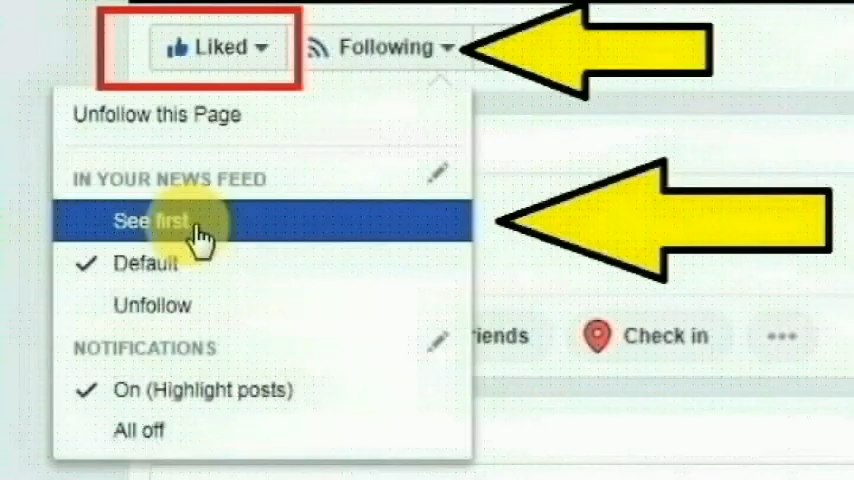 Liked Following
Unfollow this Page
IN YOUR NEWS FEED
See first
Default
Unfollow
riends Check in
NOTIFICATIONS
On (Highlight posts)
All off